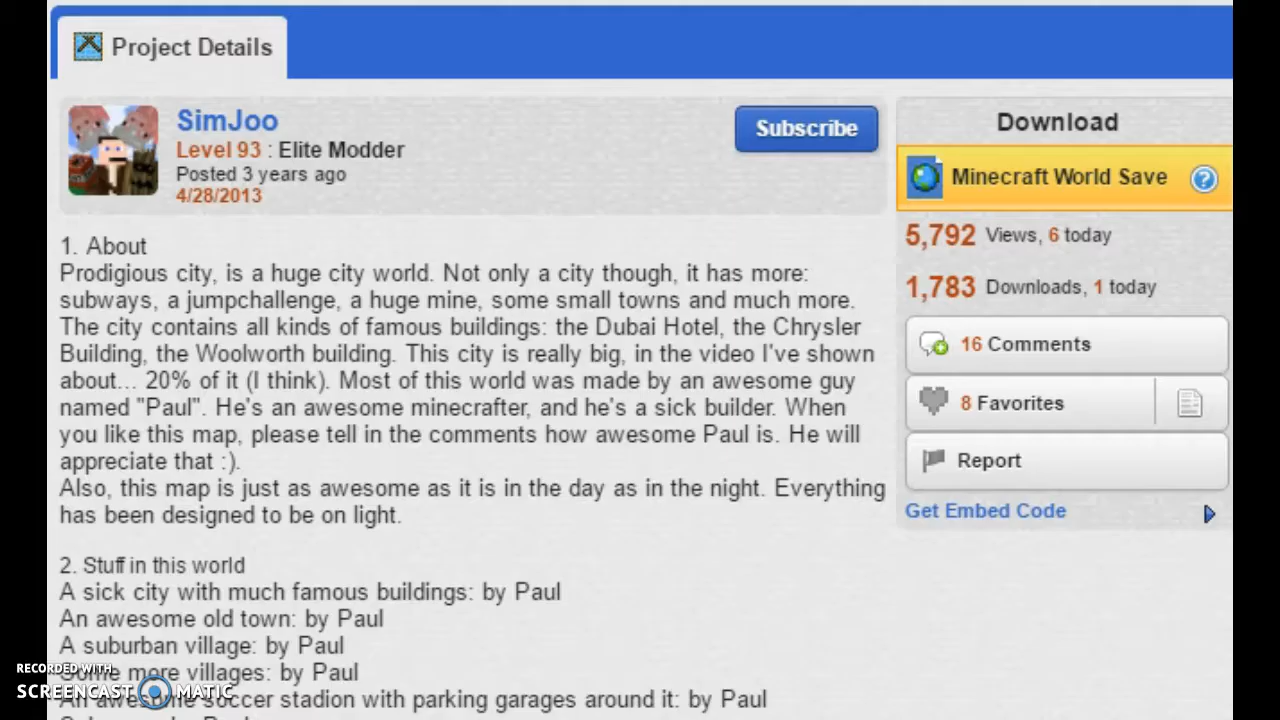 Project Details
SimJoo
Level 93 : Elite Modder
Posted 3 years ago
4/28/2013
Subscribe
1. About
Prodigious city, is a huge city world. Not only a city though, it has more:
subways, a jumpchallenge, a huge mine, some small towns and much more.
The city contains all kinds of famous buildings: the Dubai Hotel, the Chrysler
Building, the Woolworth building. This city is really big, in the video I've shown
about... 20% of it (I think). Most of this world was made by an awesome guy
named "Paul". He's an awesome minecrafter, and he's a sick builder. When
you like this map, please tell in the comments how awesome Paul is. He will
appreciate that :).
Also, this map is just as awesome as it is in the day as in the night. Everything
has been designed to be on light.
2. Stuff in this world
A sick city with much famous buildings: by Paul
An awesome old town: by Paul
A suburban village: by Paul
Some more villages: by Paul
An awesome soccer stadion with parking garages around it: by Paul
Download
Minecraft World Save ?
5,792 Views, 6 today
1,783 Downloads, 1 today
16 Comments
8 Favorites
Report
Get Embed Code
RECORDED WITH
SCREENCAST MATIC